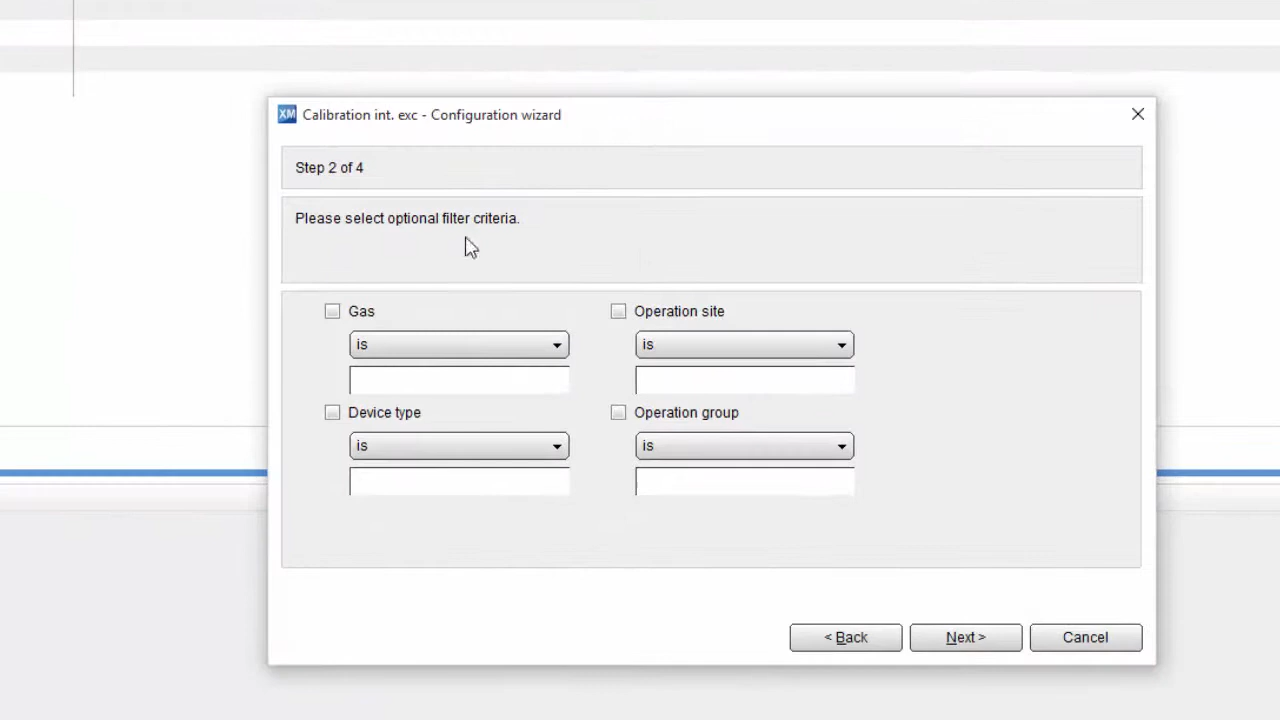 XM Calibration int. exc - Configuration wizard
Step 2 of 4
Please select optional filter criteria.
Gas Operation site
is is
Device type Operation group
is is
< Back Next > Cancel